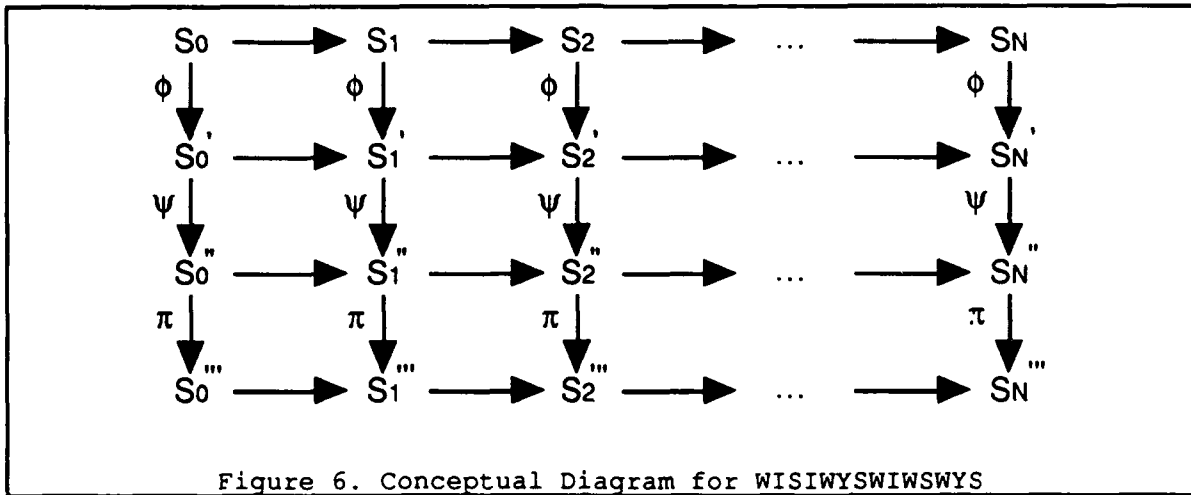 S0 S1 S2 ... SN
ϕ ϕ ϕ ϕ
S0' S1' S2' ... SN'
ψ ψ ψ ψ
S0" S1" S2" ... SN"
π π π π
S0''' S1''' S2''' ... SN'''
Figure 6. Conceptual Diagram for WISIWYSWIWSWYS